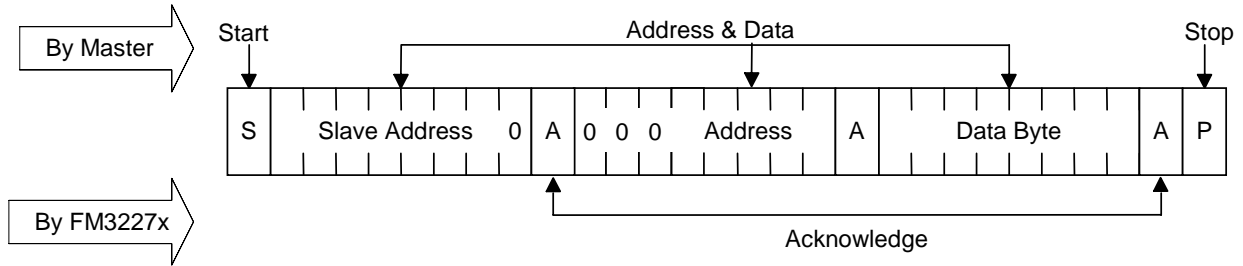 By Master
Start
Address & Data
Stop
S Slave Address 0 A 0 0 0 Address A Data Byte A P
By FM3227x
Acknowledge